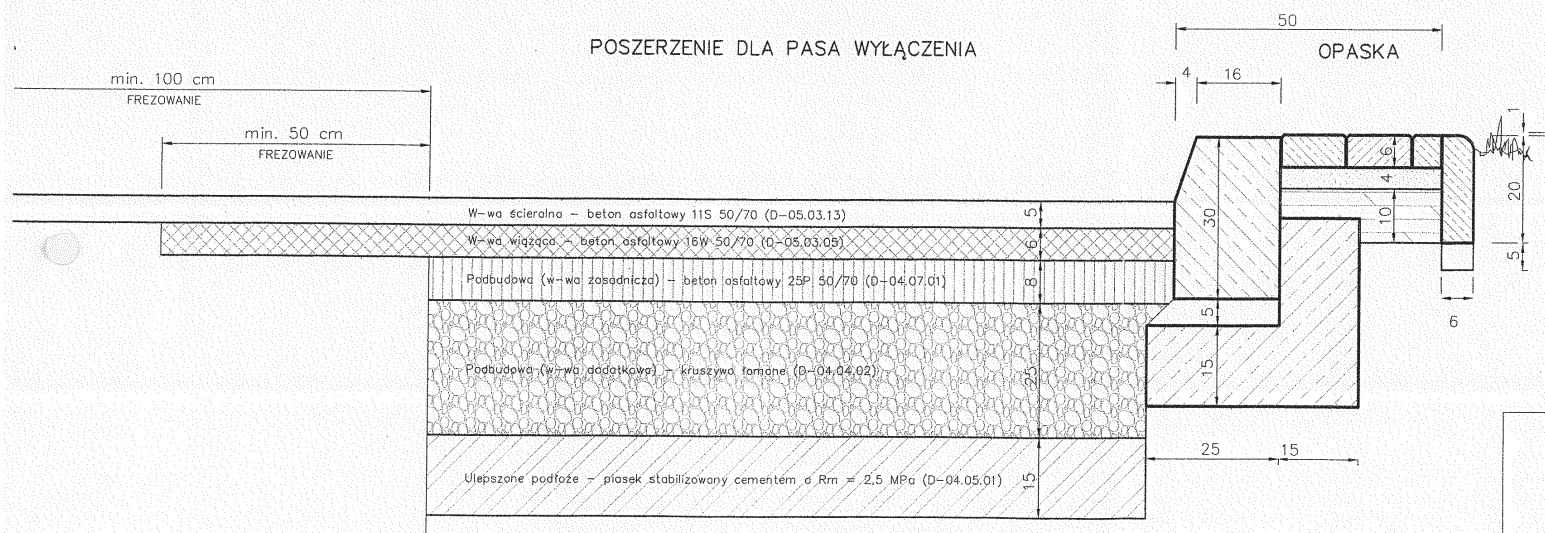 50
POSZERZENIE DLA PASA WYŁĄCZENIA
OPASKA
min. 100 cm
FREZOWANIE
4
16
min. 50 cm
FREZOWANIE
1
6
4
20
10
30
5
W-wa ścieralna – beton asfaltowy 11S 50/70 (D-05.03.13)
5
W-wa wiążąca – beton asfaltowy 16W 50/70 (D-05.03.05)
6
Podbudowa (w-wa zasadnicza) – beton asfaltowy 25P 50/70 (D-04.07.01)
8
5
6
Podbudowa (w-wa dodatkowa) – kruszywo łamane (D-04.04.02)
25
15
25
15
Ulepszone podłoże – piasek stabilizowany cementem o Rm = 2,5 MPa (D-04.05.01)
15